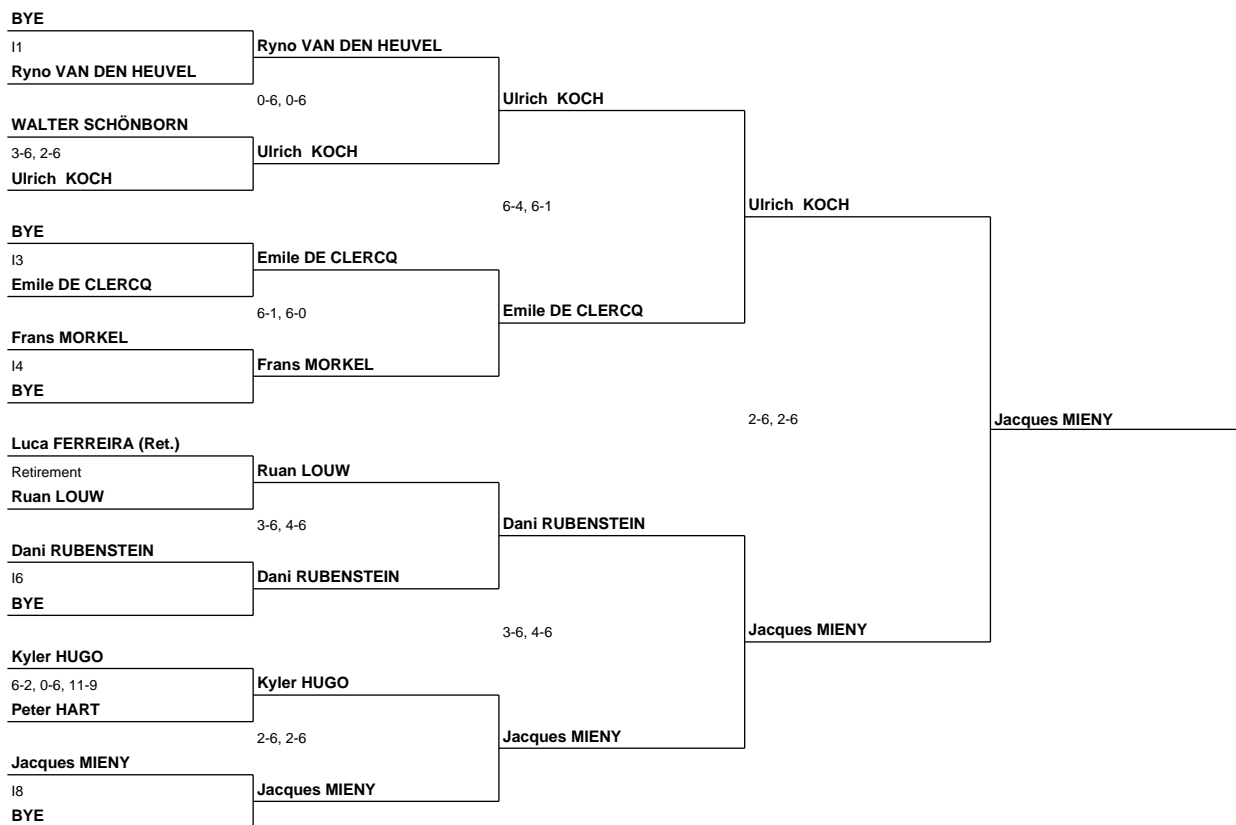 BYE
I1
Ryno VAN DEN HEUVEL
WALTER SCHÖNBORN
3-6, 2-6
Ulrich KOCH
BYE
I3
Emile DE CLERCQ
Frans MORKEL
I4
BYE
Luca FERREIRA (Ret.)
Retirement
Ruan LOUW
Dani RUBENSTEIN
I6
BYE
Kyler HUGO
6-2, 0-6, 11-9
Peter HART
Jacques MIENY
I8
BYE
Ryno VAN DEN HEUVEL
0-6, 0-6
Ulrich KOCH
Emile DE CLERCQ
6-1, 6-0
Frans MORKEL
Ruan LOUW
3-6, 4-6
Dani RUBENSTEIN
Kyler HUGO
2-6, 2-6
Jacques MIENY
Ulrich KOCH
6-4, 6-1
Emile DE CLERCQ
Dani RUBENSTEIN
3-6, 4-6
Jacques MIENY
Ulrich KOCH
2-6, 2-6
Jacques MIENY
Jacques MIENY